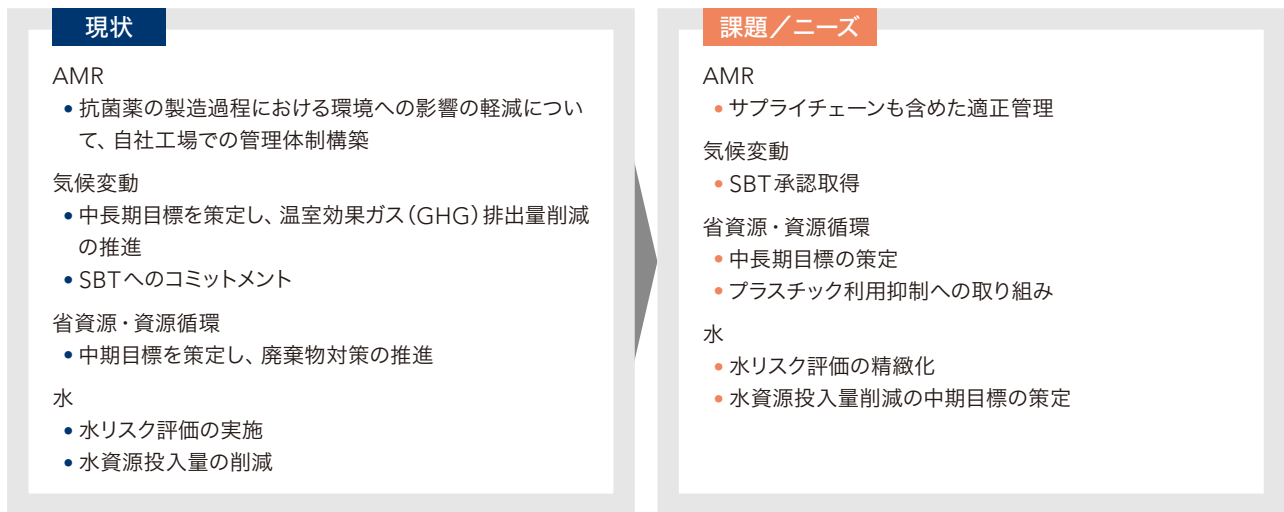 現状
AMR
•抗菌薬の製造過程における環境への影響の軽減につい
て、自社工場での管理体制構築
気候変動
•中長期目標を策定し、温室効果ガス(GHG)排出量削減
の推進
•SBTへのコミットメント
省資源・資源循環
•中期目標を策定し、廃棄物対策の推進
水
•水リスク評価の実施
•水資源投入量の削減
課題／ニーズ
AMR
•サプライチェーンも含めた適正管理
気候変動
•SBT承認取得
省資源・資源循環
•中長期目標の策定
•プラスチック利用抑制への取り組み
水
•水リスク評価の精緻化
•水資源投入量削減の中期目標の策定